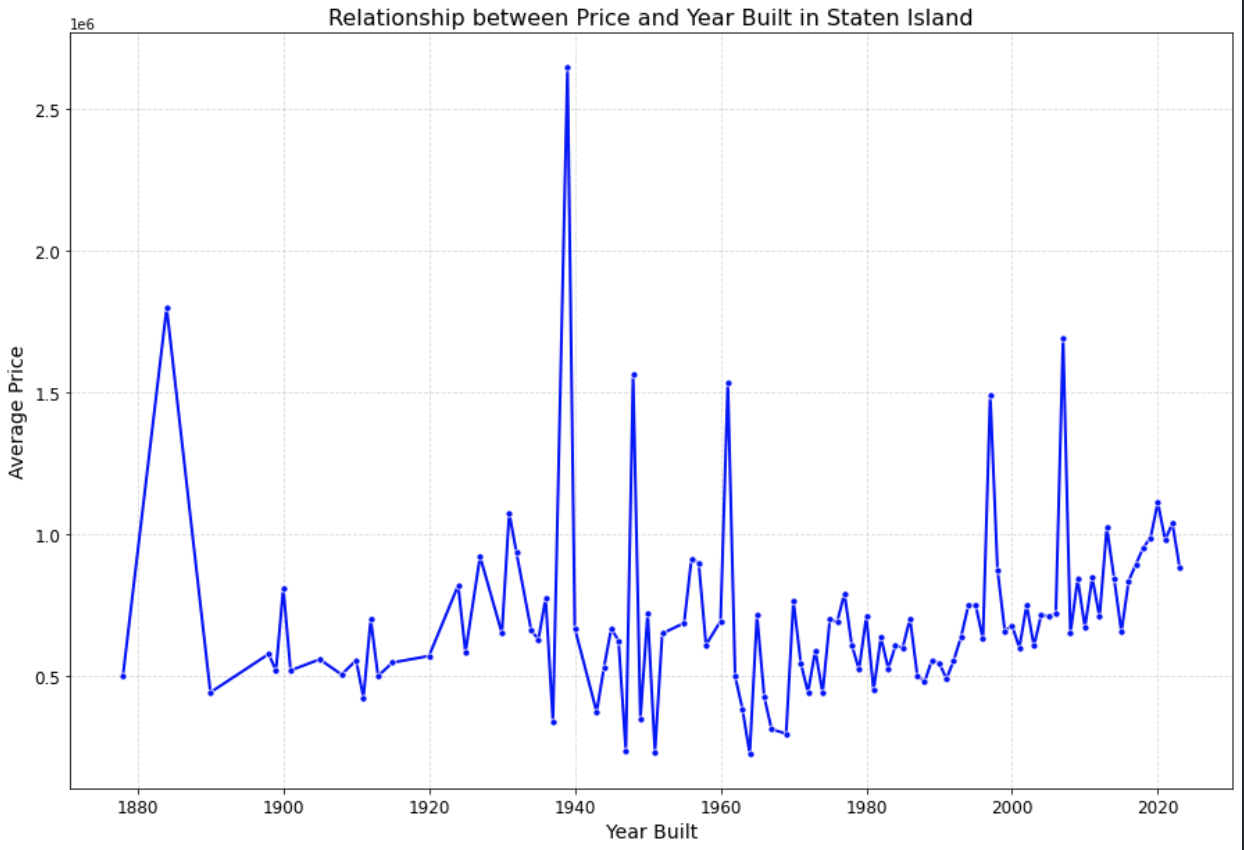 Relationship between Price and Year Built in Staten Island
1e6
2.5
2.0
1.5
1.0
0.5
Average Price
1880 1900 1920 1940 1960 1980 2000 2020
Year Built